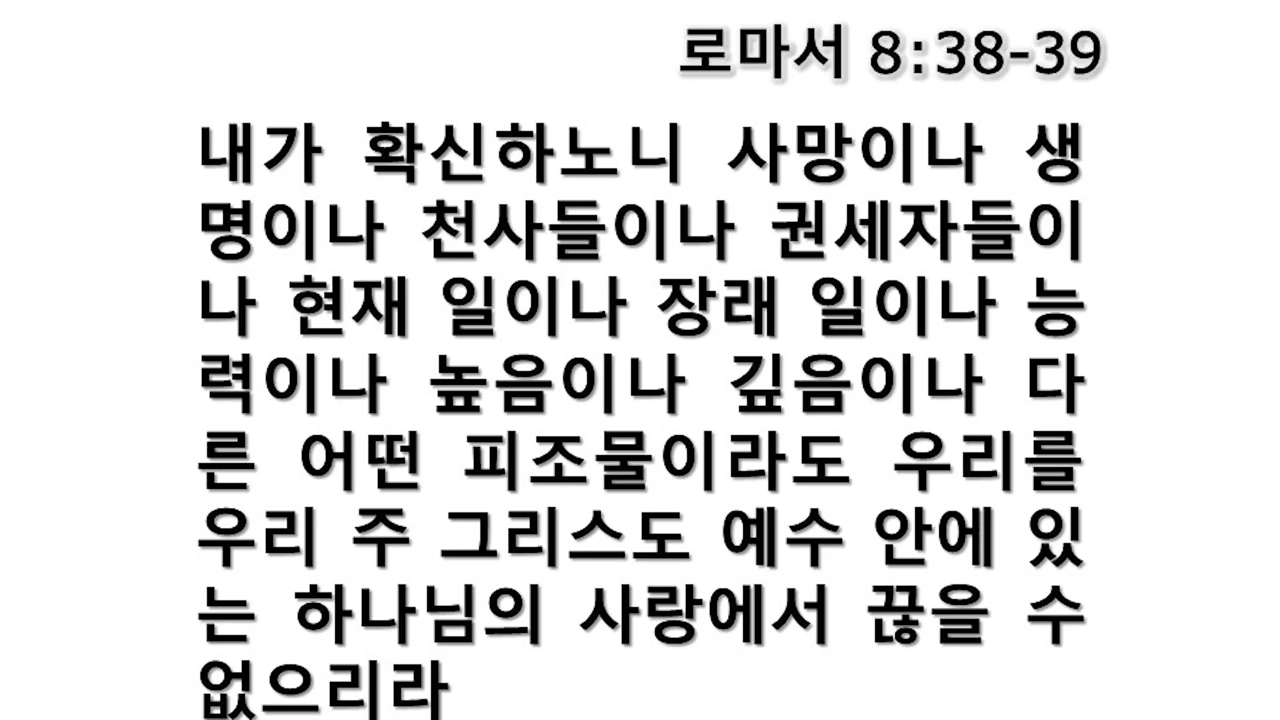 로마서 8:38-39
내가 확신하노니 사망이나 생
명이나 천사들이나 권세자들이
나 현재 일이나 장래 일이나 능
력이나 높음이나 깊음이나 다
른 어떤 피조물이라도 우리를
우리 주 그리스도 예수 안에 있
는 하나님의 사랑에서 끊을 수
없으리라